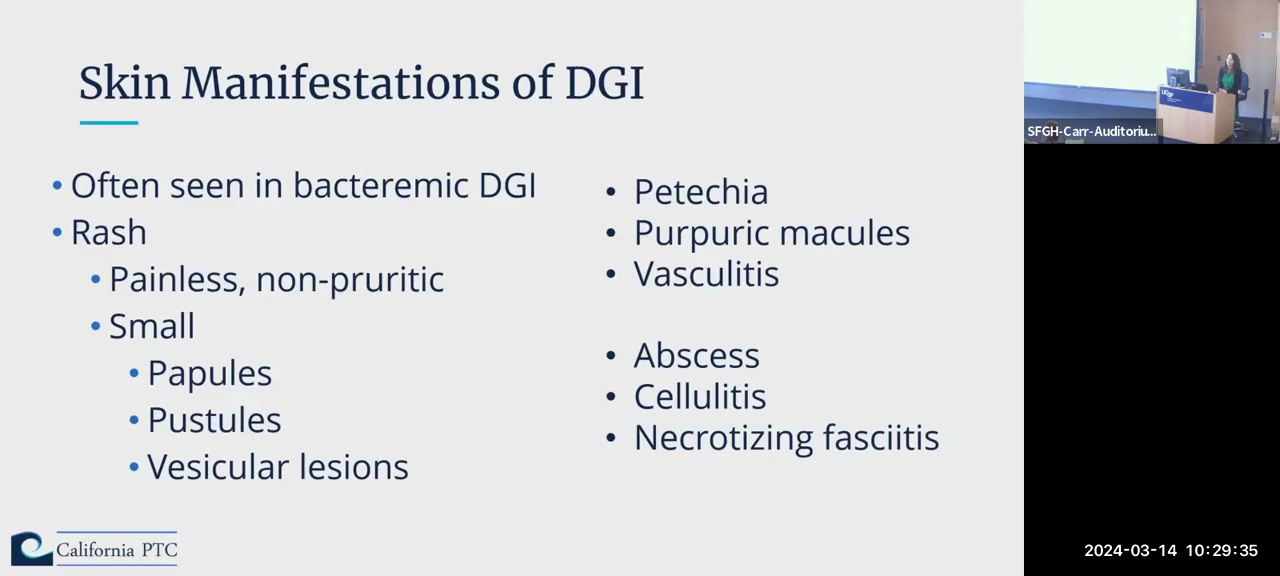 Skin Manifestations of DGI
• Often seen in bacteremic DGI
• Rash
• Painless, non-pruritic
• Small
• Papules
• Pustules
• Vesicular lesions
• Petechia
• Purpuric macules
• Vasculitis
• Abscess
• Cellulitis
• Necrotizing fasciitis
California PTC
UCSF
SFGH-Carr-Auditoriu...
2024-03-14 10:29:35